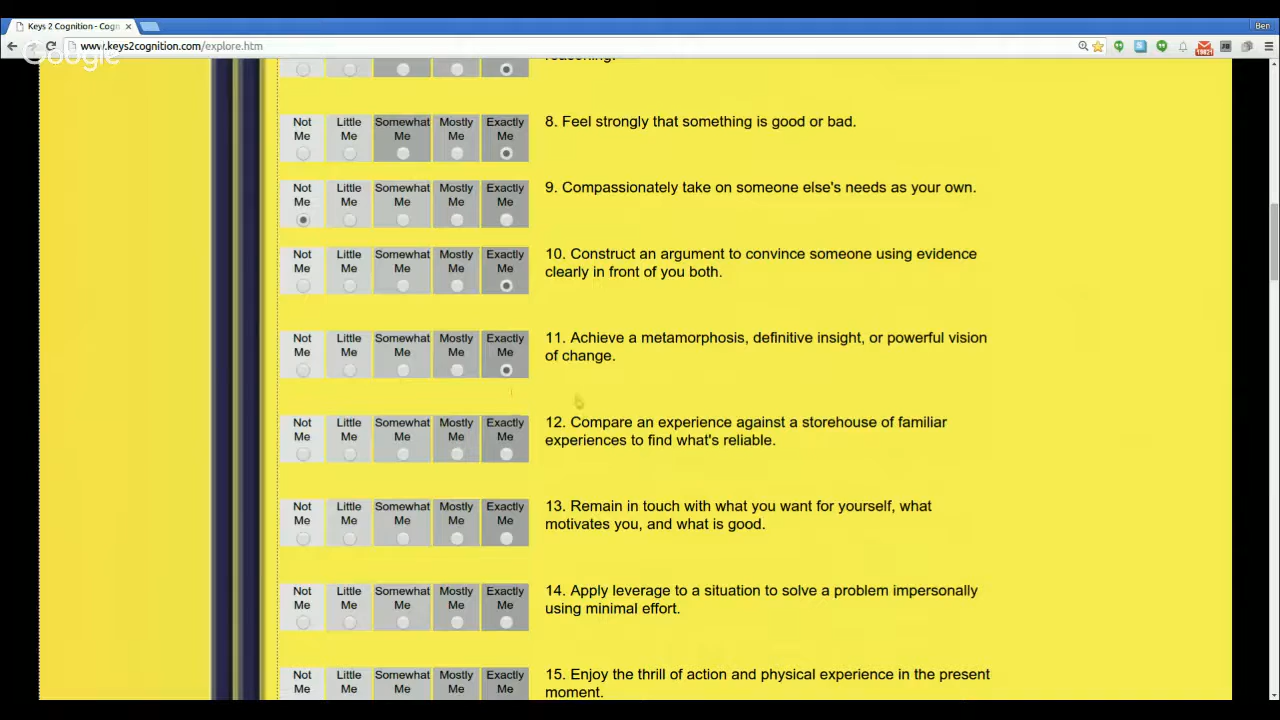 Keys 2 Cognition - Cogn
Ben
www.keys2cognition.com/explore.htm
Google
reasoning.
Not Me
Little Me
Somewhat Me
Mostly Me
Exactly Me
8. Feel strongly that something is good or bad.
Not Me
Little Me
Somewhat Me
Mostly Me
Exactly Me
9. Compassionately take on someone else's needs as your own.
Not Me
Little Me
Somewhat Me
Mostly Me
Exactly Me
10. Construct an argument to convince someone using evidence
clearly in front of you both.
Not Me
Little Me
Somewhat Me
Mostly Me
Exactly Me
11. Achieve a metamorphosis, definitive insight, or powerful vision
of change.
Not Me
Little Me
Somewhat Me
Mostly Me
Exactly Me
12. Compare an experience against a storehouse of familiar
experiences to find what's reliable.
Not Me
Little Me
Somewhat Me
Mostly Me
Exactly Me
13. Remain in touch with what you want for yourself, what
motivates you, and what is good.
Not Me
Little Me
Somewhat Me
Mostly Me
Exactly Me
14. Apply leverage to a situation to solve a problem impersonally
using minimal effort.
Not Me
Little Me
Somewhat Me
Mostly Me
Exactly Me
15. Enjoy the thrill of action and physical experience in the present
moment.